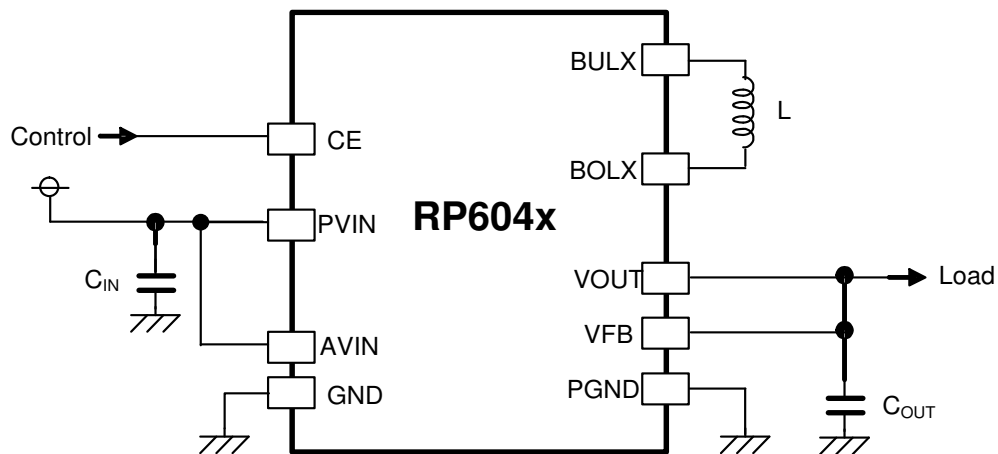 BULX
L
Control
CE
BOLX
RP604x
PVIN
CIN
VOUT
Load
VFB
AVIN
GND
PGND
COUT